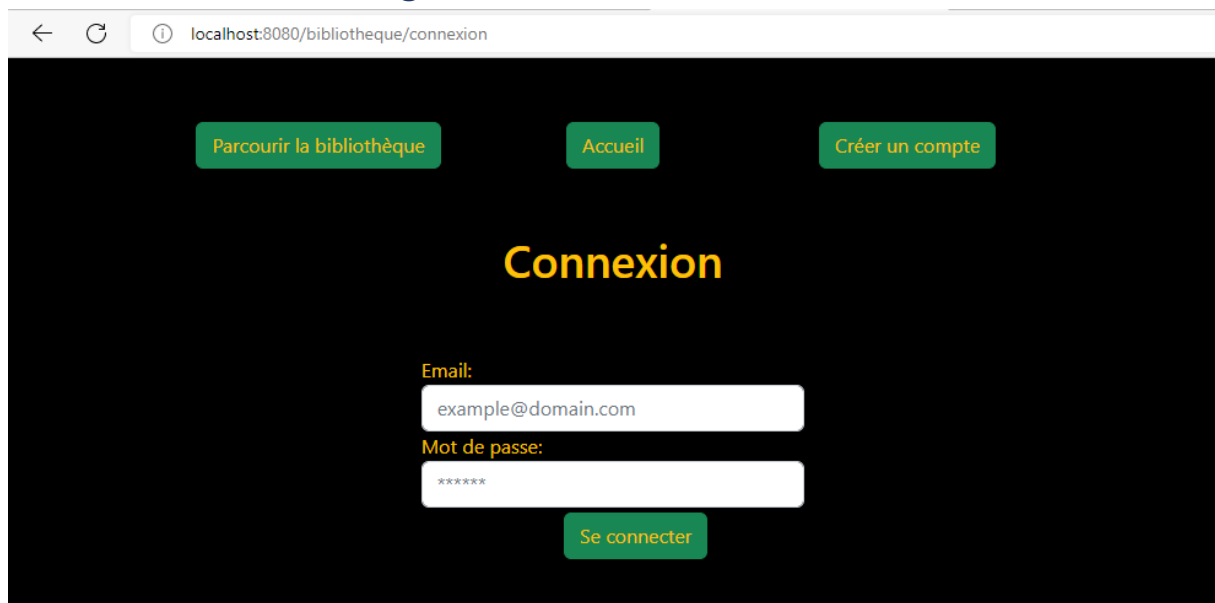 localhost:8080/bibliotheque/connexion
Parcourir la bibliothèque Accueil Créer un compte
Connexion
Email:
example@domain.com
Mot de passe:
******
Se connecter